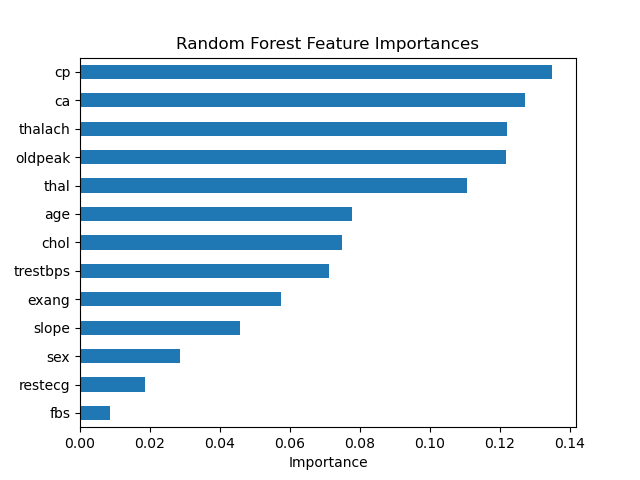 Random Forest Feature Importances
cp
ca
thalach
oldpeak
thal
age
chol
trestbps
exang
slope
sex
restecg
fbs
0.00 0.02 0.04 0.06 0.08 0.10 0.12 0.14
Importance